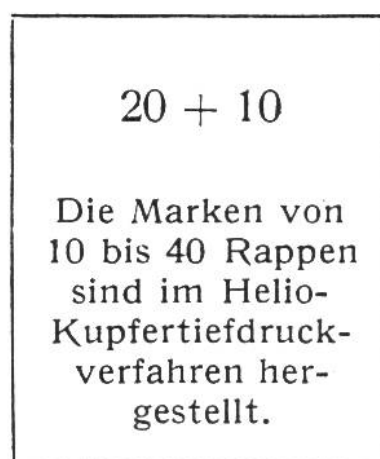 20 + 10
Die Marken von
10 bis 40 Rappen
sind im Helio-
Kupfertiefdruck-
verfahren her-
gestellt.